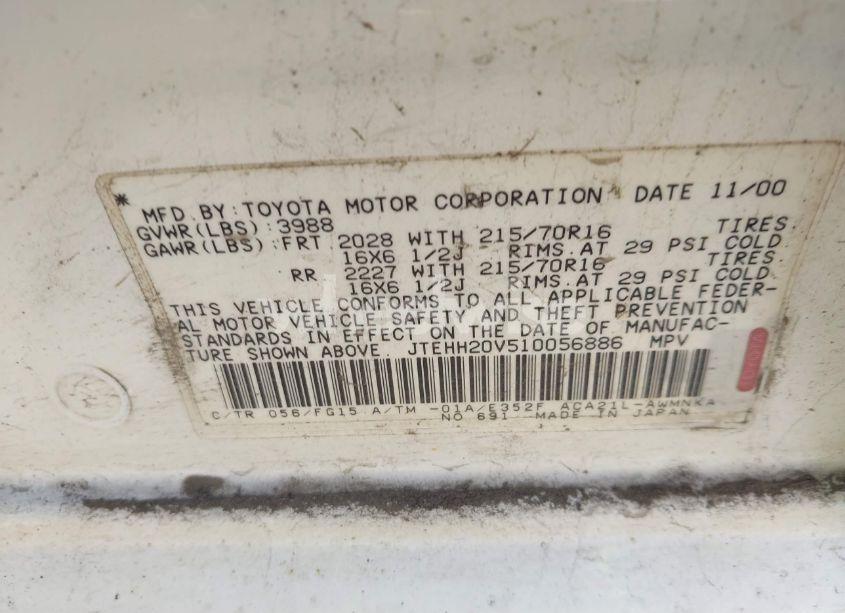 * MFD. BY: TOYOTA MOTOR CORPORATION DATE 11/00
GVWR(LBS): 3988
GAWR(LBS): FRT 2028 WITH 215/70R16 TIRES.
16X6 1/2J RIMS. AT 29 PSI COLD
RR 2227 WITH 215/70R16 TIRES.
16X6 1/2J RIMS. AT 29 PSI COLD.
THIS VEHICLE CONFORMS TO ALL APPLICABLE FEDER-
AL MOTOR VEHICLE SAFETY AND THEFT PREVENTION
STANDARDS IN EFFECT ON THE DATE OF MANUFAC-
TURE SHOWN ABOVE. JTEHH20V510056886 MPV
C/TR 056/FG15 A/TM -01A/E352F ACA21L-AWMNKA
NO 691 MADE IN JAPAN